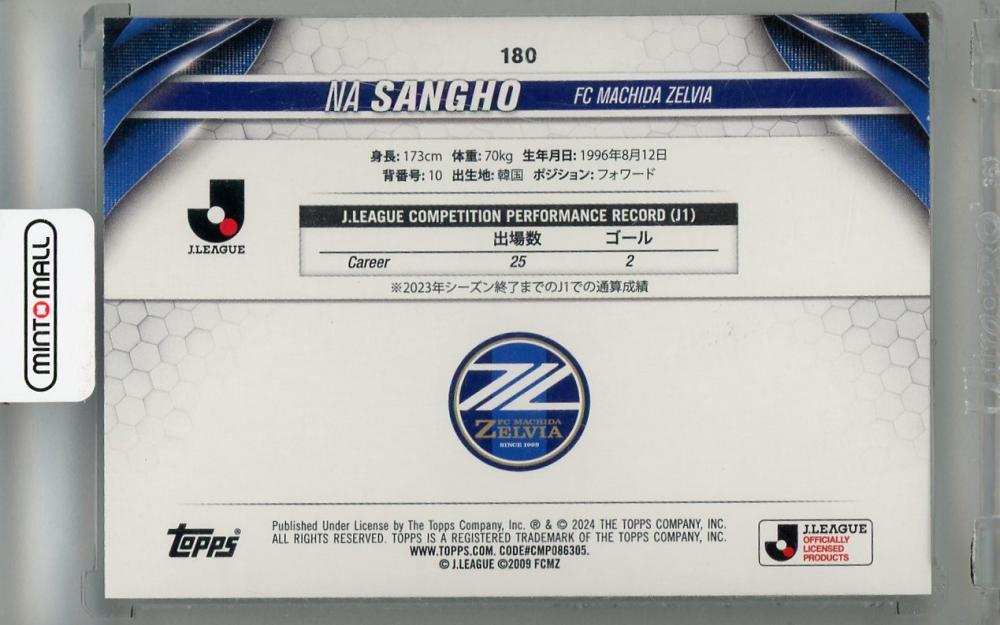 180
NA SANGHO FC MACHIDA ZELVIA
身長: 173cm 体重: 70kg 生年月日: 1996年8月12日
背番号: 10 出生地: 韓国 ポジション: フォワード
J.LEAGUE
J.LEAGUE COMPETITION PERFORMANCE RECORD (J1)
出場数 ゴール
Career 25 2
※2023年シーズン終了までのJ1での通算成績
MINTOMALL
FC MACHIDA
ZELVIA
SINCE 1989
topps®
Published Under License by The Topps Company, Inc. ® & © 2024 THE TOPPS COMPANY, INC.
ALL RIGHTS RESERVED. TOPPS IS A REGISTERED TRADEMARK OF THE TOPPS COMPANY, INC.
WWW.TOPPS.COM. CODE#CMP086305.
© J.LEAGUE ©2009 FCMZ
J.LEAGUE
OFFICIALLY
LICENSED
PRODUCTS